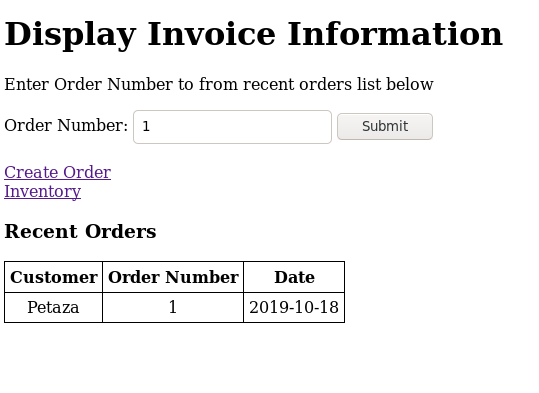 Display Invoice Information
Enter Order Number to from recent orders list below
Order Number: 1 Submit
Create Order
Inventory
Recent Orders
Customer Order Number Date
Petaza 1 2019-10-18